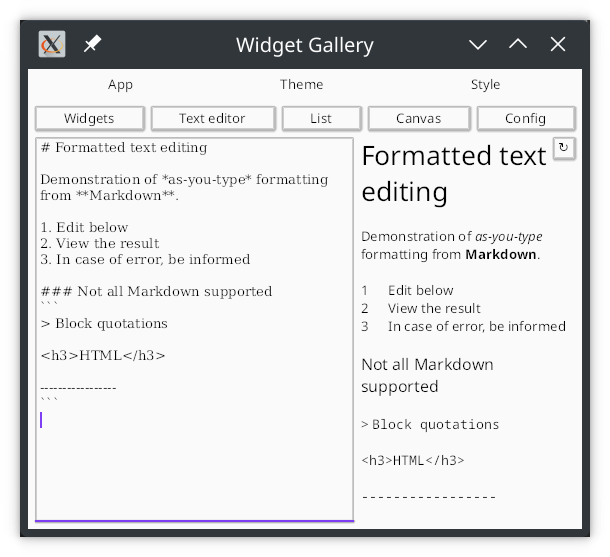 Widget Gallery
App Theme Style
Widgets Text editor List Canvas Config
# Formatted text editing

Demonstration of *as-you-type* formatting
from **Markdown**.

1. Edit below
2. View the result
3. In case of error, be informed

### Not all Markdown supported
```
> Block quotations

<h3>HTML</h3>

-----------------
```
Formatted text
↻
editing
Demonstration of as-you-type
formatting from Markdown.
1 Edit below
2 View the result
3 In case of error, be informed
Not all Markdown
supported
> Block quotations

<h3>HTML</h3>

-----------------